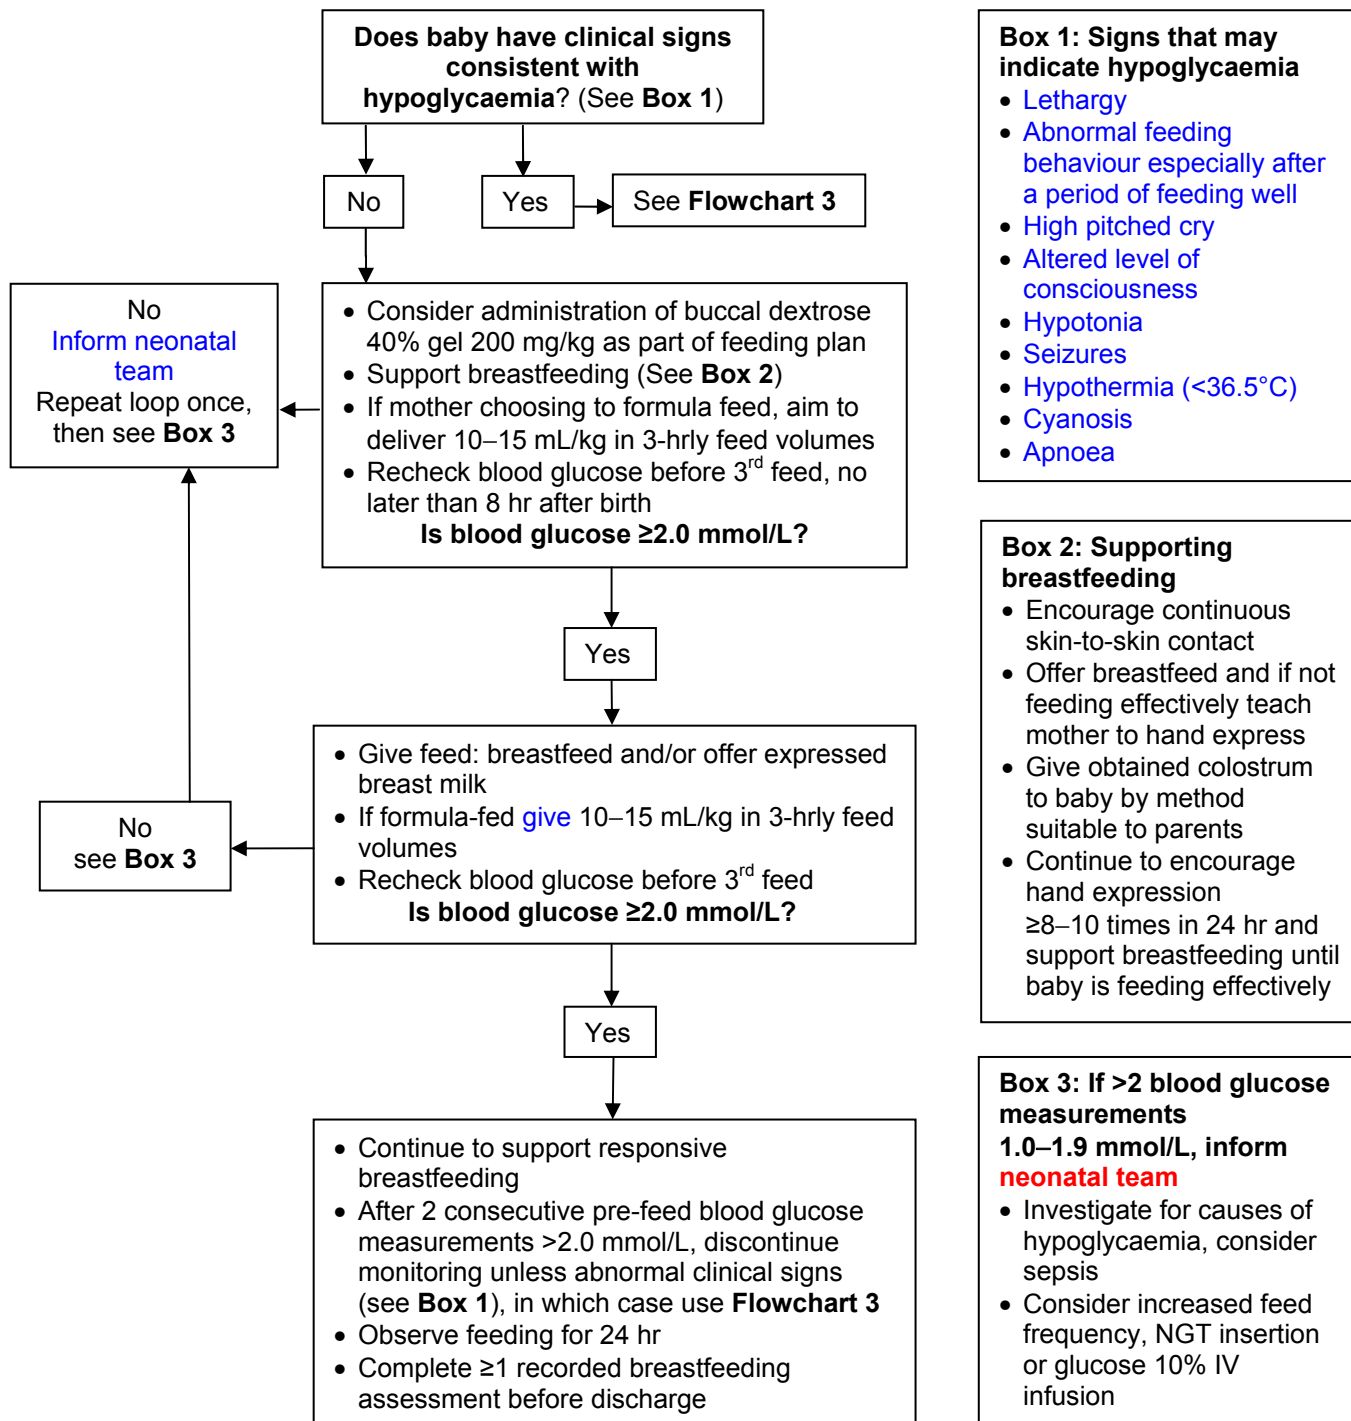 Does baby have clinical signs
consistent with
hypoglycaemia? (See Box 1)
No
Yes
See Flowchart 3
No
Inform neonatal
team
Repeat loop once,
then see Box 3
• Consider administration of buccal dextrose
40% gel 200 mg/kg as part of feeding plan
• Support breastfeeding (See Box 2)
• If mother choosing to formula feed, aim to
deliver 10–15 mL/kg in 3-hrly feed volumes
• Recheck blood glucose before 3rd feed, no
later than 8 hr after birth
Is blood glucose ≥2.0 mmol/L?
Yes
No
see Box 3
• Give feed: breastfeed and/or offer expressed
breast milk
• If formula-fed give 10–15 mL/kg in 3-hrly feed
volumes
• Recheck blood glucose before 3rd feed
Is blood glucose ≥2.0 mmol/L?
Yes
• Continue to support responsive
breastfeeding
• After 2 consecutive pre-feed blood glucose
measurements >2.0 mmol/L, discontinue
monitoring unless abnormal clinical signs
(see Box 1), in which case use Flowchart 3
• Observe feeding for 24 hr
• Complete ≥1 recorded breastfeeding
assessment before discharge
Box 1: Signs that may
indicate hypoglycaemia
• Lethargy
• Abnormal feeding
behaviour especially after
a period of feeding well
• High pitched cry
• Altered level of
consciousness
• Hypotonia
• Seizures
• Hypothermia (<36.5°C)
• Cyanosis
• Apnoea
Box 2: Supporting
breastfeeding
• Encourage continuous
skin-to-skin contact
• Offer breastfeed and if not
feeding effectively teach
mother to hand express
• Give obtained colostrum
to baby by method
suitable to parents
• Continue to encourage
hand expression
≥8–10 times in 24 hr and
support breastfeeding until
baby is feeding effectively
Box 3: If >2 blood glucose
measurements
1.0–1.9 mmol/L, inform
neonatal team
• Investigate for causes of
hypoglycaemia, consider
sepsis
• Consider increased feed
frequency, NGT insertion
or glucose 10% IV
infusion